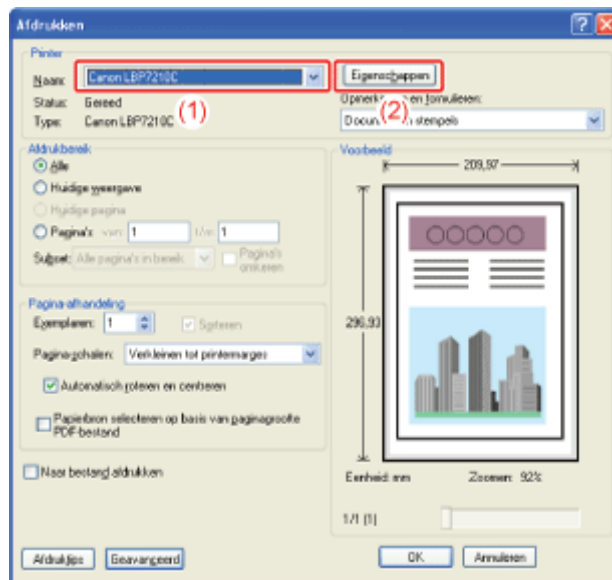 Afdrukken
Printer
Naam: Canon LBP7210C Eigenschappen
Status: Gereed (1) (2) Opmerkingen en formulieren:
Type: Canon LBP7210C Document en stempels
Afdrukbereik Voorbeeld
Alle 209,97
Huidige weergave
Huidige pagina
Pagina's van 1 t/m 1
Subset: Alle pagina's in bereik Pagina's
omkeren
Pagina-afhandeling
Exemplaren: 1 Sorteren 296,93
Pagina-schalen: Verkleinen tot printermarges
Automatisch roteren en centreren
Papierbron selecteren op basis van paginagrootte
PDF-bestand
Naar bestand afdrukken Eenheid: mm Zoomen: 92%
1/1 (1)
Afdruktips Geavanceerd OK Annuleren